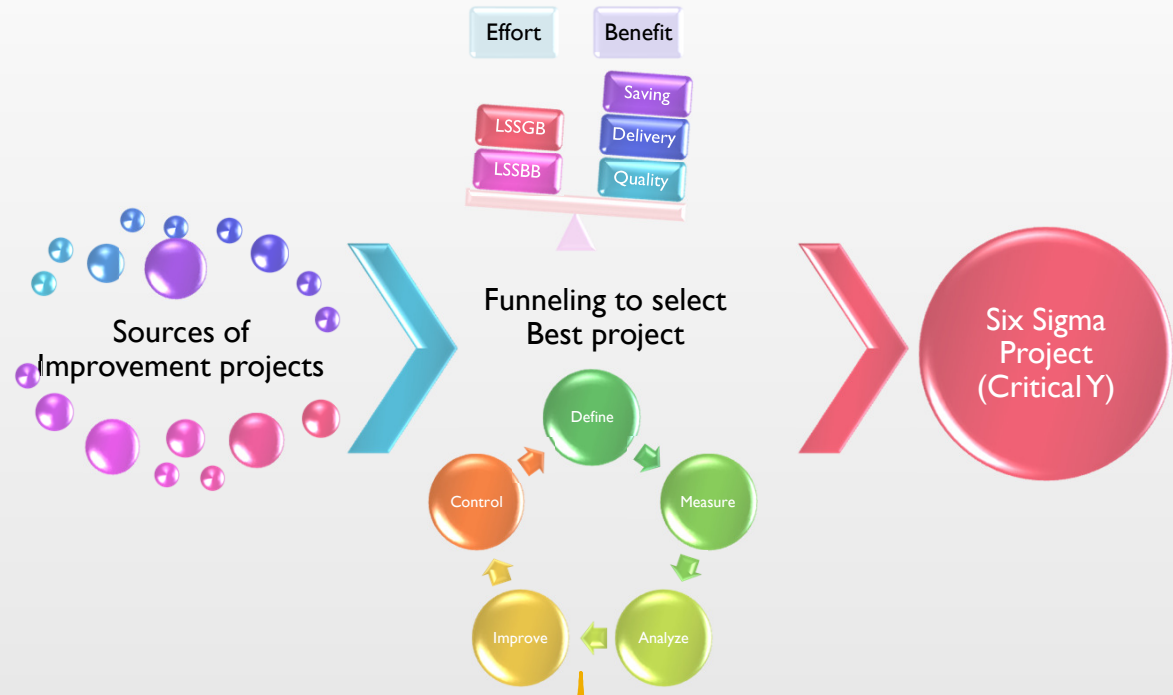 Effort
Benefit
Saving
LSSGB
Delivery
LSSBB
Quality
Sources of
Improvement projects
Funneling to select
Best project
Six Sigma
Project
(Critical Y)
Define
Control
Measure
Improve
Analyze